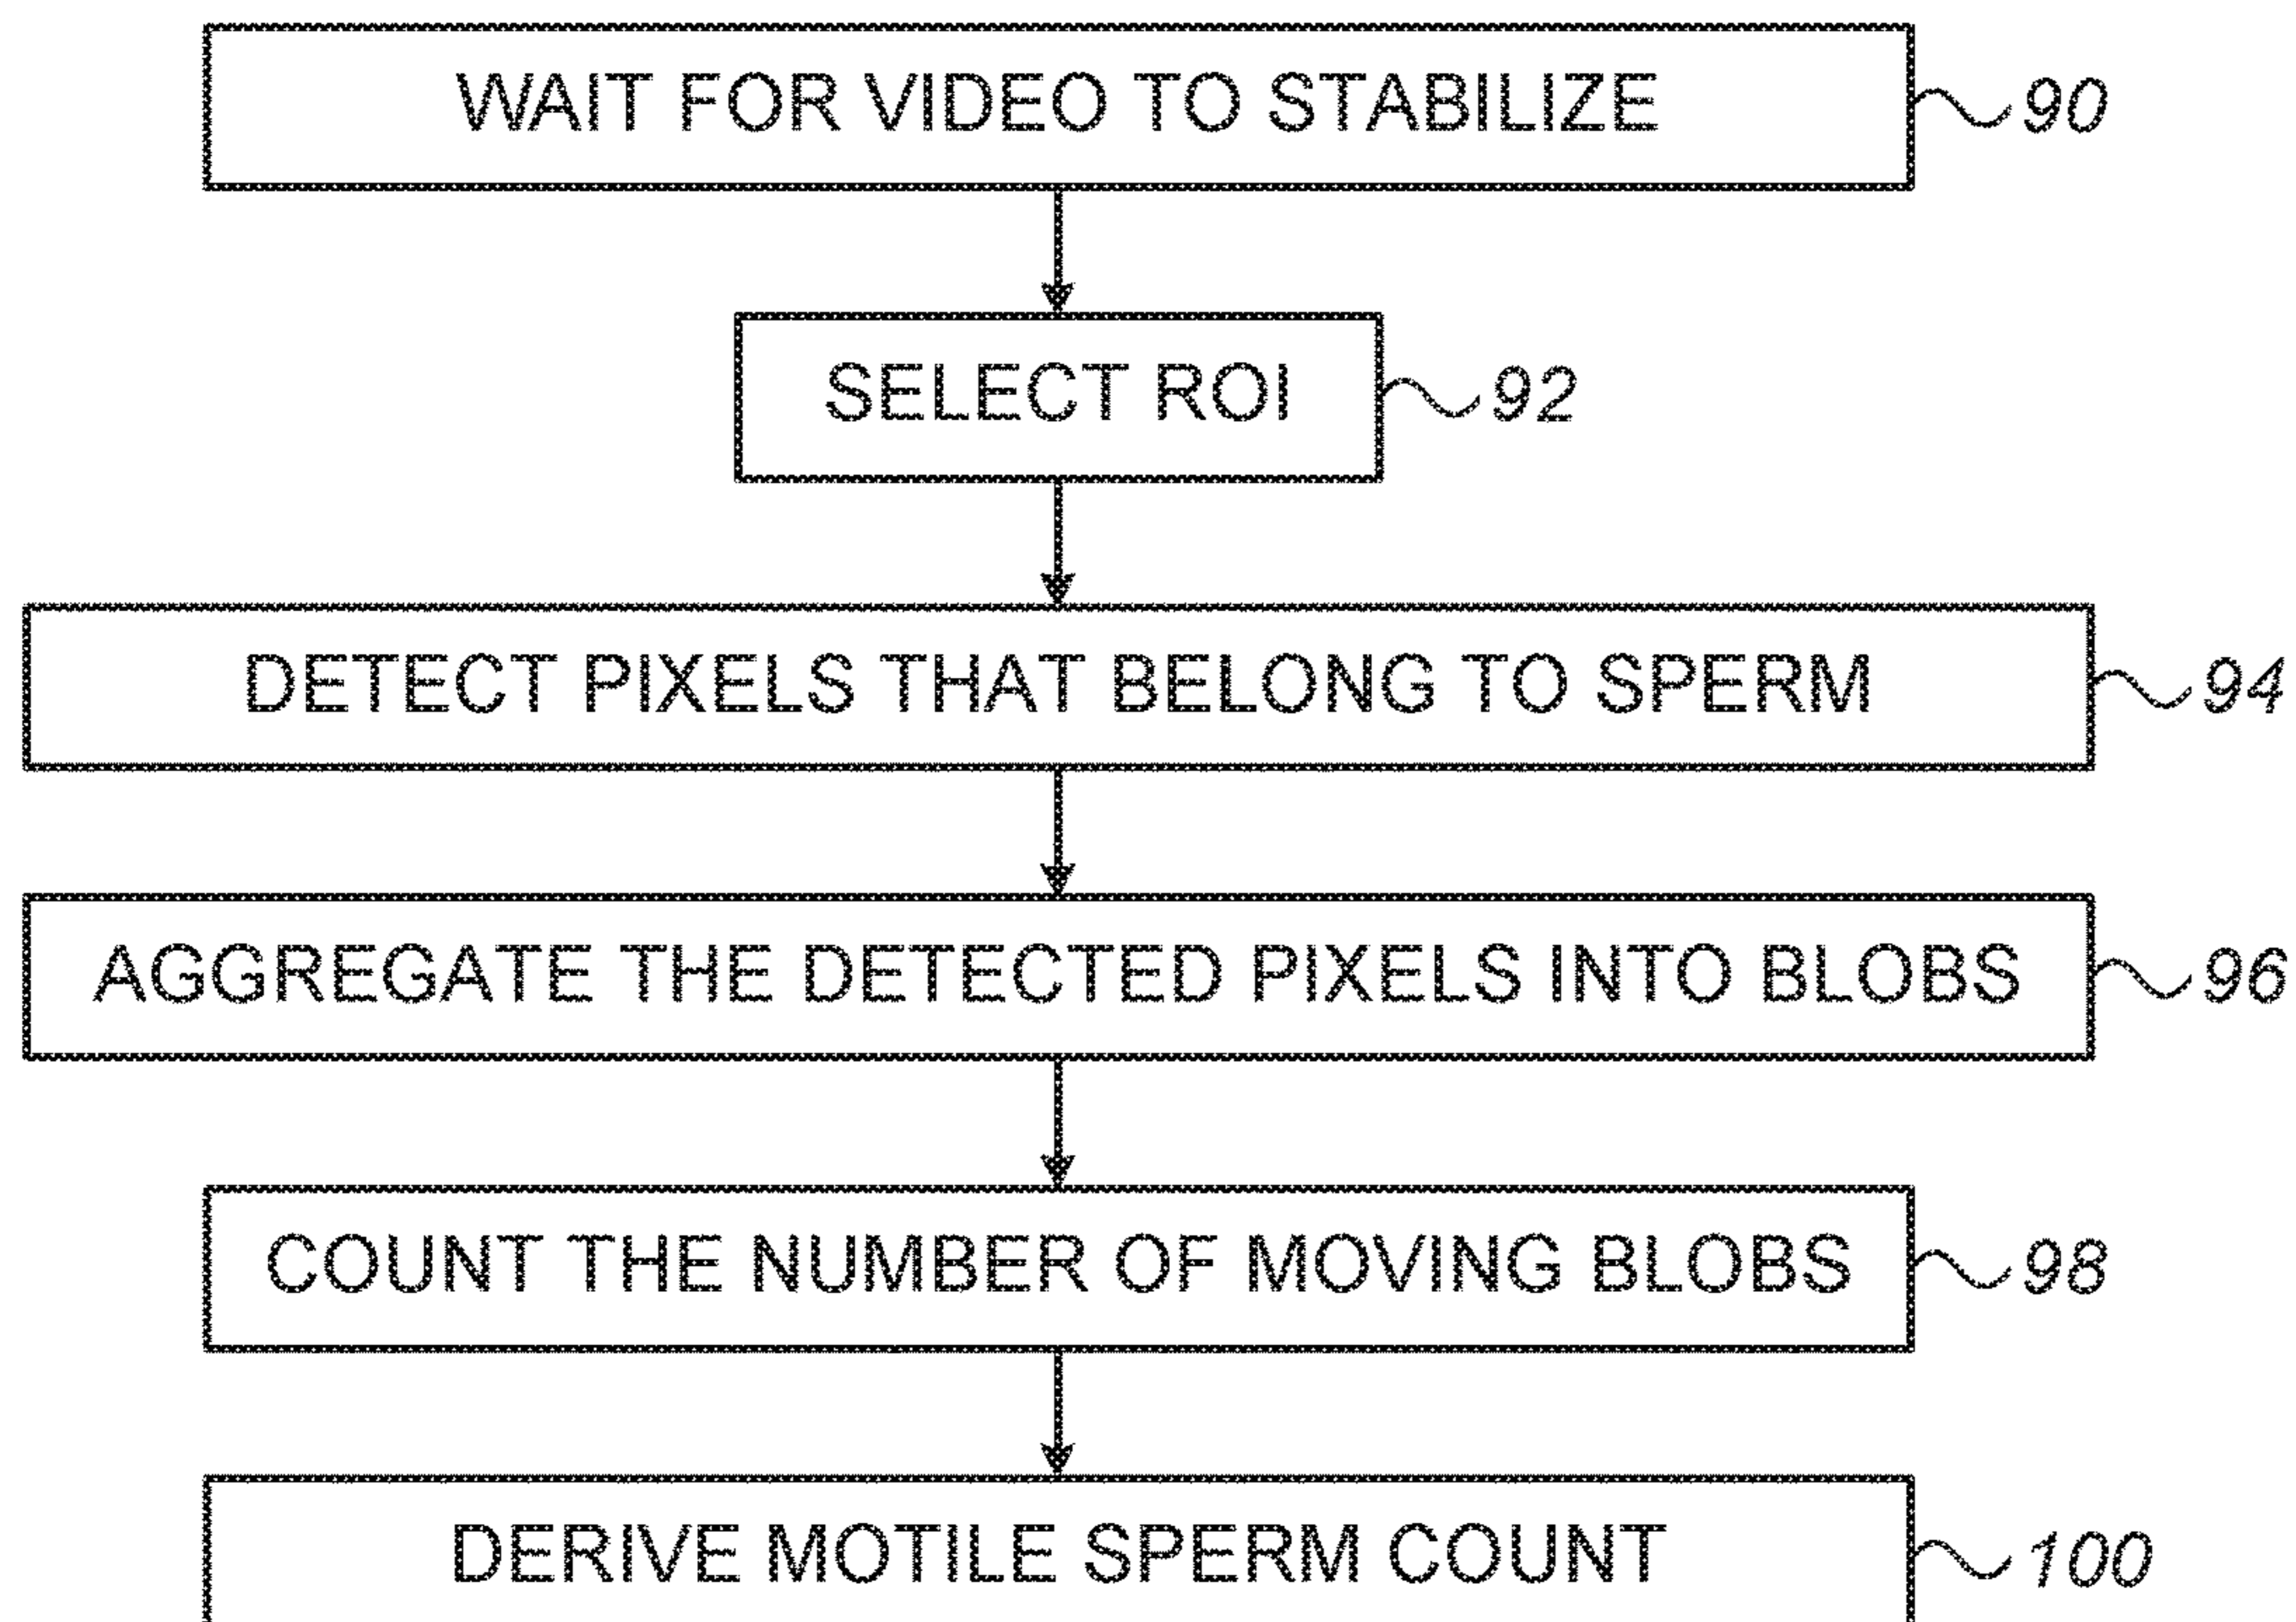 WAIT FOR VIDEO TO STABILIZE 90
SELECT ROI 92
DETECT PIXELS THAT BELONG TO SPERM 94
AGGREGATE THE DETECTED PIXELS INTO BLOBS 96
COUNT THE NUMBER OF MOVING BLOBS 98
DERIVE MOTILE SPERM COUNT 100